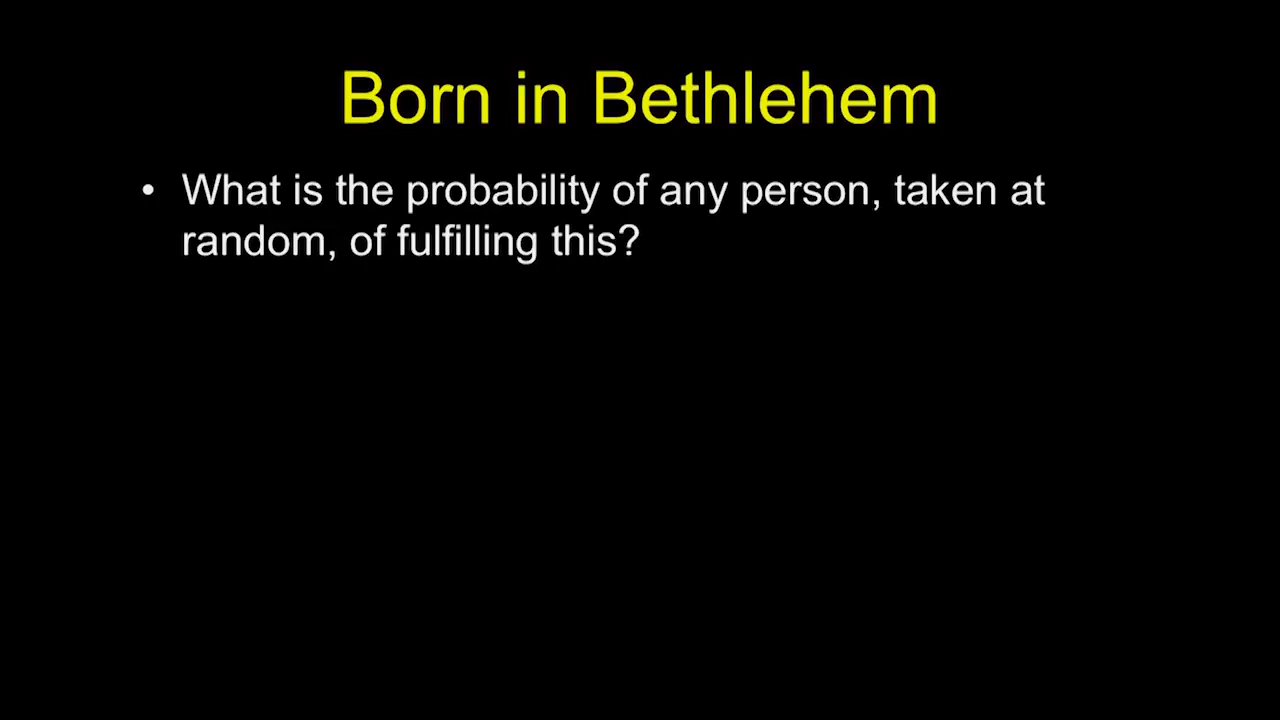 Born in Bethlehem
• What is the probability of any person, taken at
random, of fulfilling this?